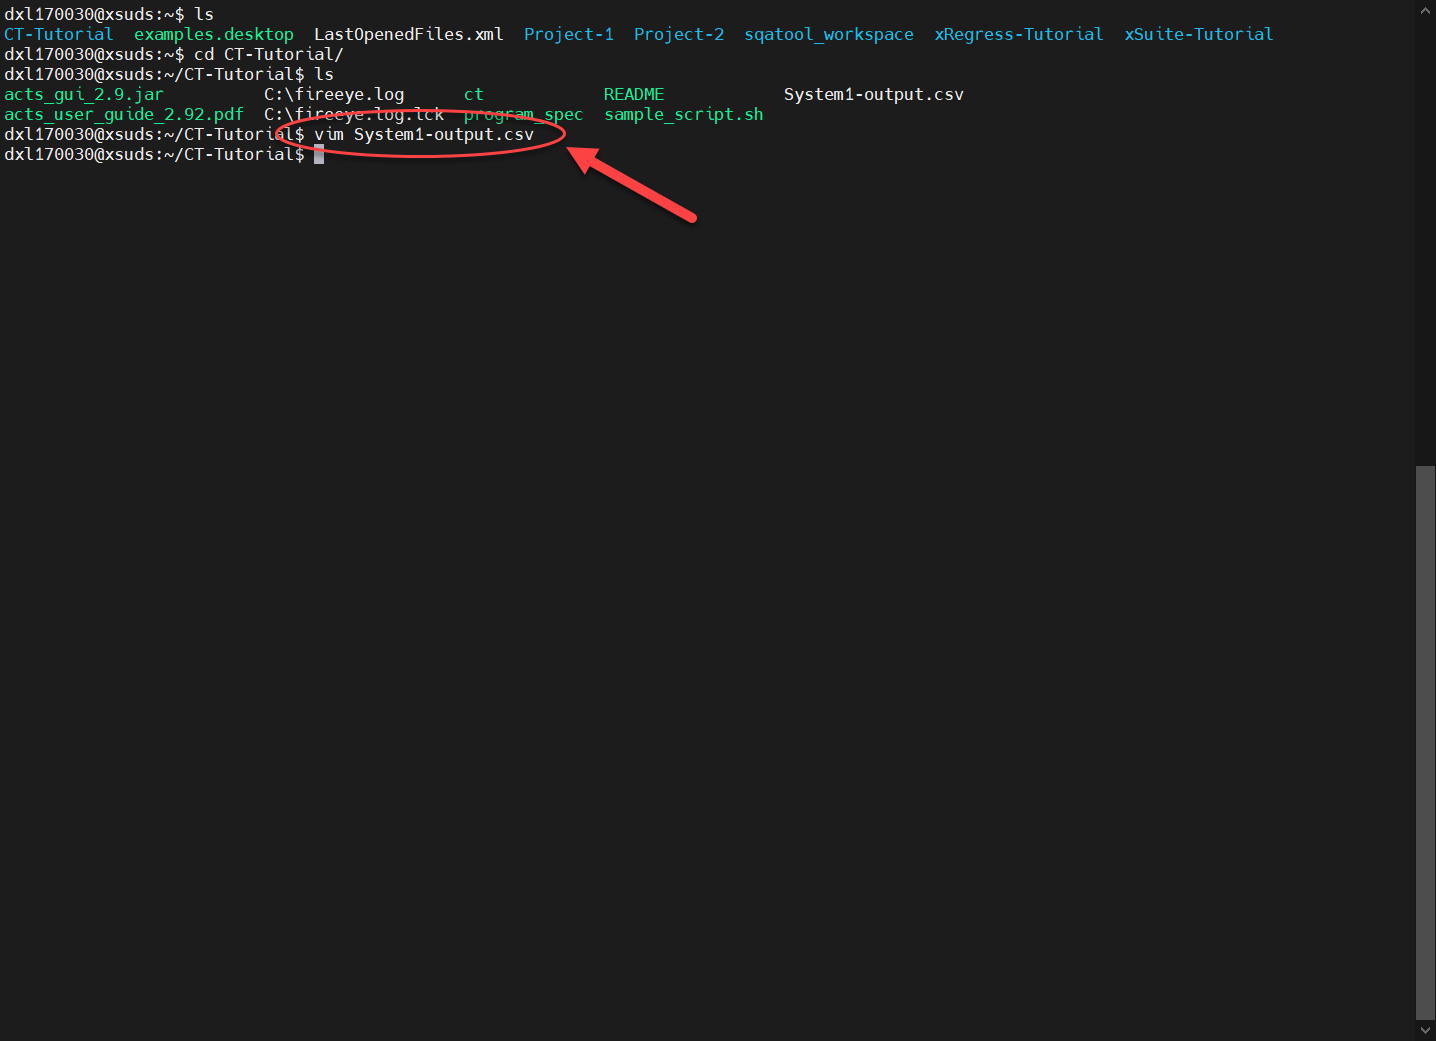 dxl170030@xsuds:~$ ls
CT-Tutorial examples.desktop LastOpenedFiles.xml Project-1 Project-2 sqatool_workspace xRegress-Tutorial xSuite-Tutorial
dxl170030@xsuds:~$ cd CT-Tutorial/
dxl170030@xsuds:~/CT-Tutorial$ ls
acts_gui_2.9.jar C:\fireeye.log ct README System1-output.csv
acts_user_guide_2.92.pdf C:\fireeye.log.lck program_spec sample_script.sh
dxl170030@xsuds:~/CT-Tutorial$ vim System1-output.csv
dxl170030@xsuds:~/CT-Tutorial$